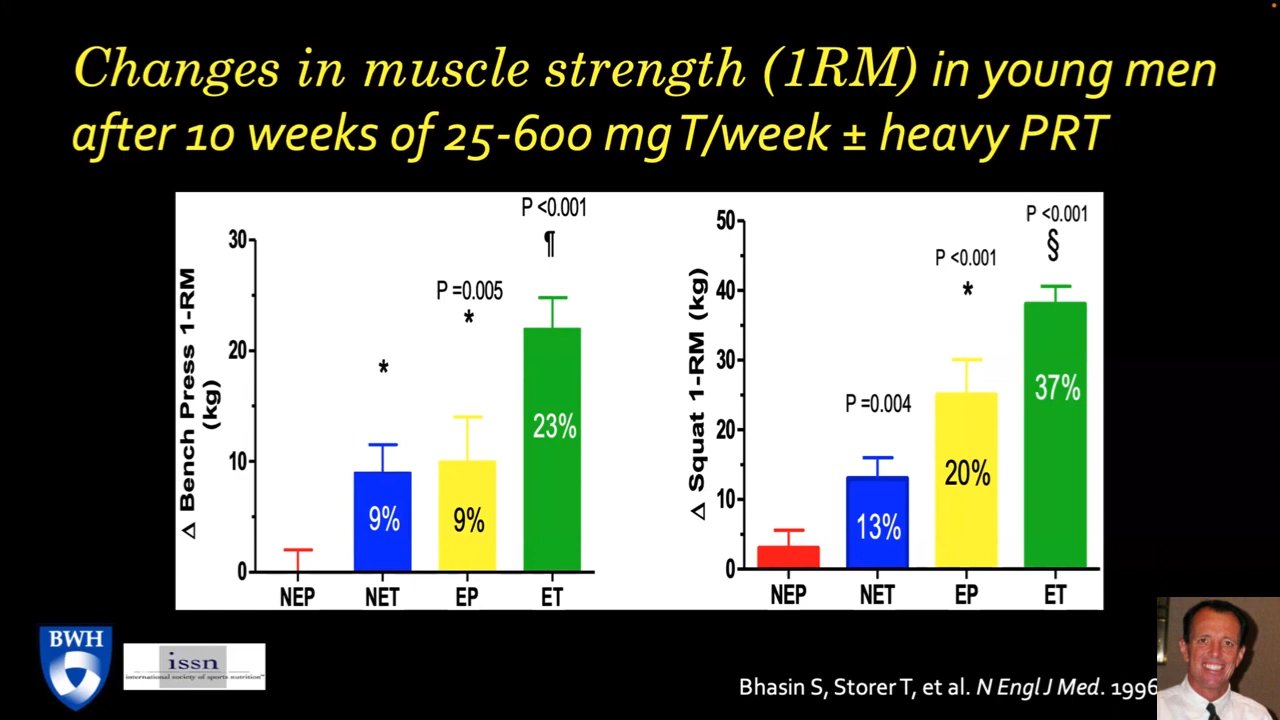 Changes in muscle strength (1RM) in young men
after 10 weeks of 25-600 mg T/week ± heavy PRT
Δ Bench Press 1-RM
(kg)
30
20
10
0
P <0.001
¶
P =0.005
*
*
9%
9%
23%
NEP NET EP ET
Δ Squat 1-RM (kg)
50
40
30
20
10
0
P <0.001
§
P <0.001
*
P =0.004
13%
20%
37%
NEP NET EP ET
BWH
issn
international society of sports nutrition™
Bhasin S, Storer T, et al. N Engl J Med. 1996